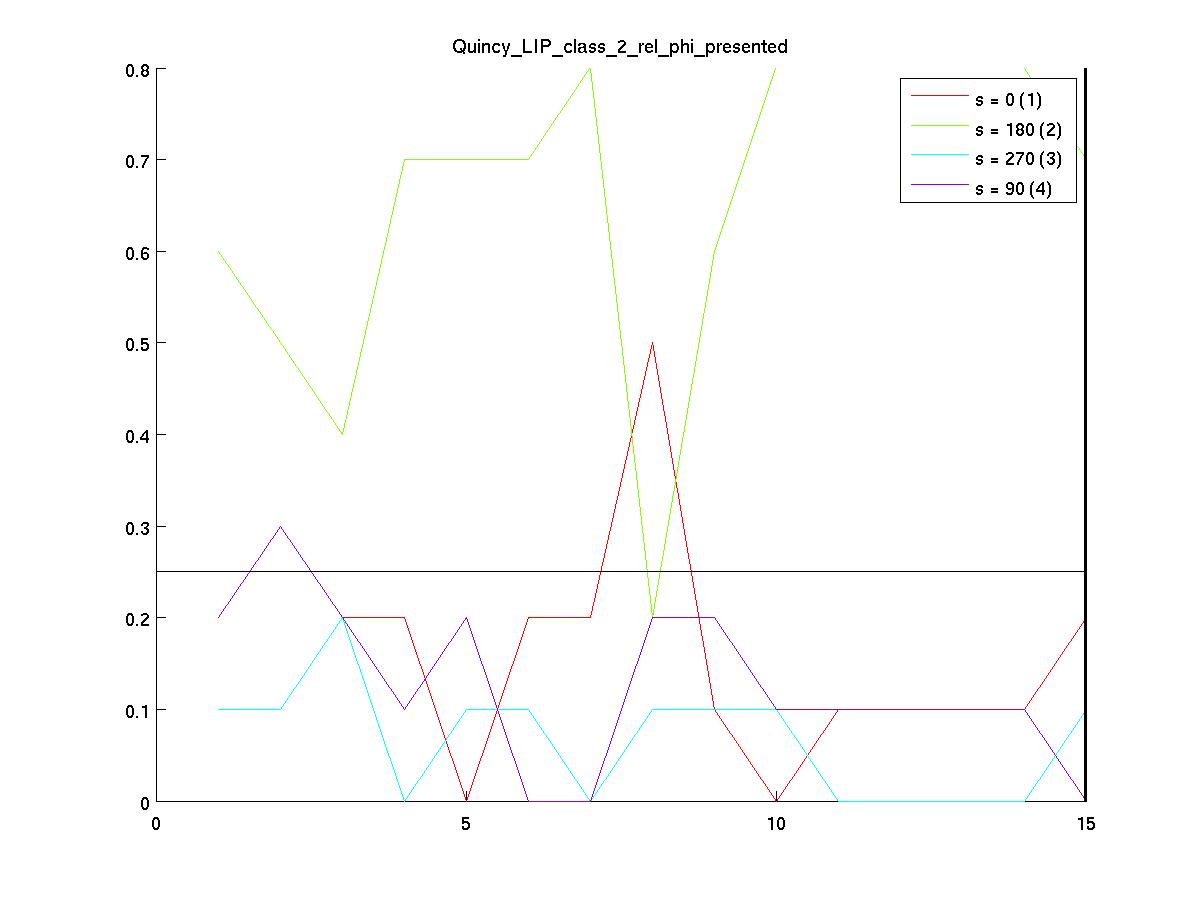 Quincy_LIP_class_2_rel_phi_presented
0.8
0.7
0.6
0.5
0.4
0.3
0.2
0.1
0
s = 0 (1)
s = 180 (2)
s = 270 (3)
s = 90 (4)
0 5 10 15